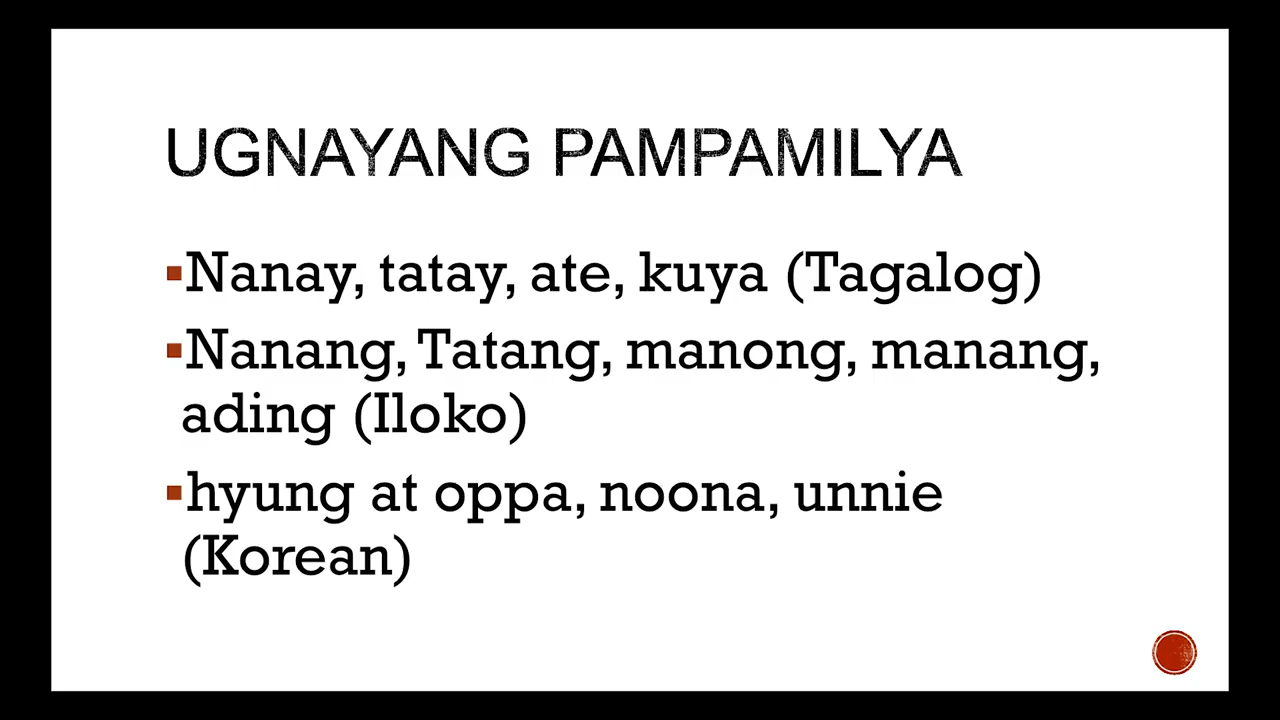 UGNAYANG PAMPAMILYA
Nanay, tatay, ate, kuya (Tagalog)
Nanang, Tatang, manong, manang,
ading (Iloko)
hyung at oppa, noona, unnie
(Korean)